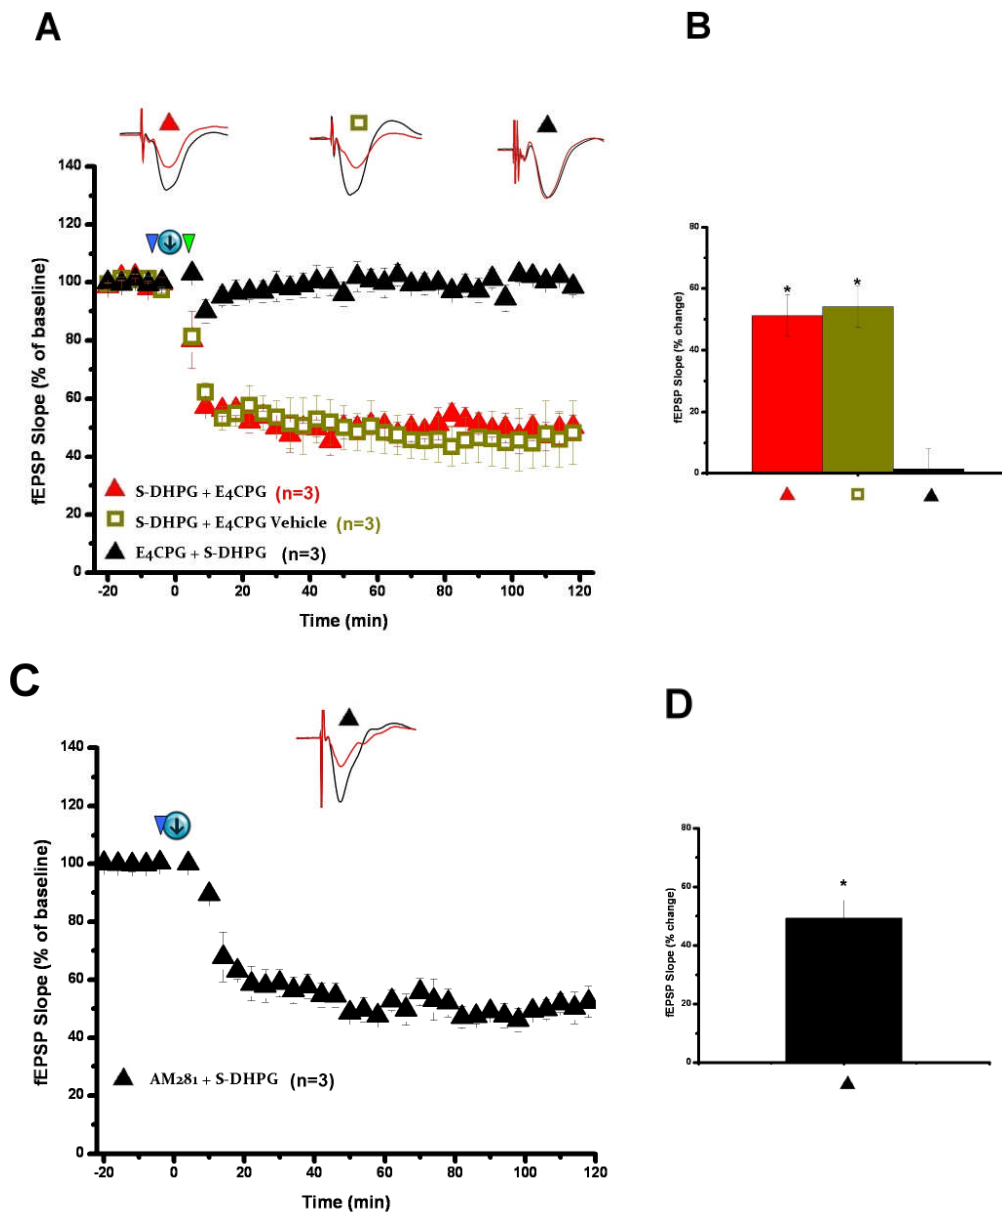 A
B
140
120
100
80
60
40
20
0
fEPSP Slope (% of baseline)
S-DHPG + E4CPG (n=3)
S-DHPG + E4CPG Vehicle (n=3)
E4CPG + S-DHPG (n=3)
-20 0 20 40 60 80 100 120
Time (min)
80
60
40
20
0
fEPSP Slope (% change)
* *
C
D
140
120
100
80
60
40
20
0
fEPSP Slope (% of baseline)
AM281 + S-DHPG (n=3)
-20 0 20 40 60 80 100 120
Time (min)
80
60
40
20
0
fEPSP Slope (% change)
*